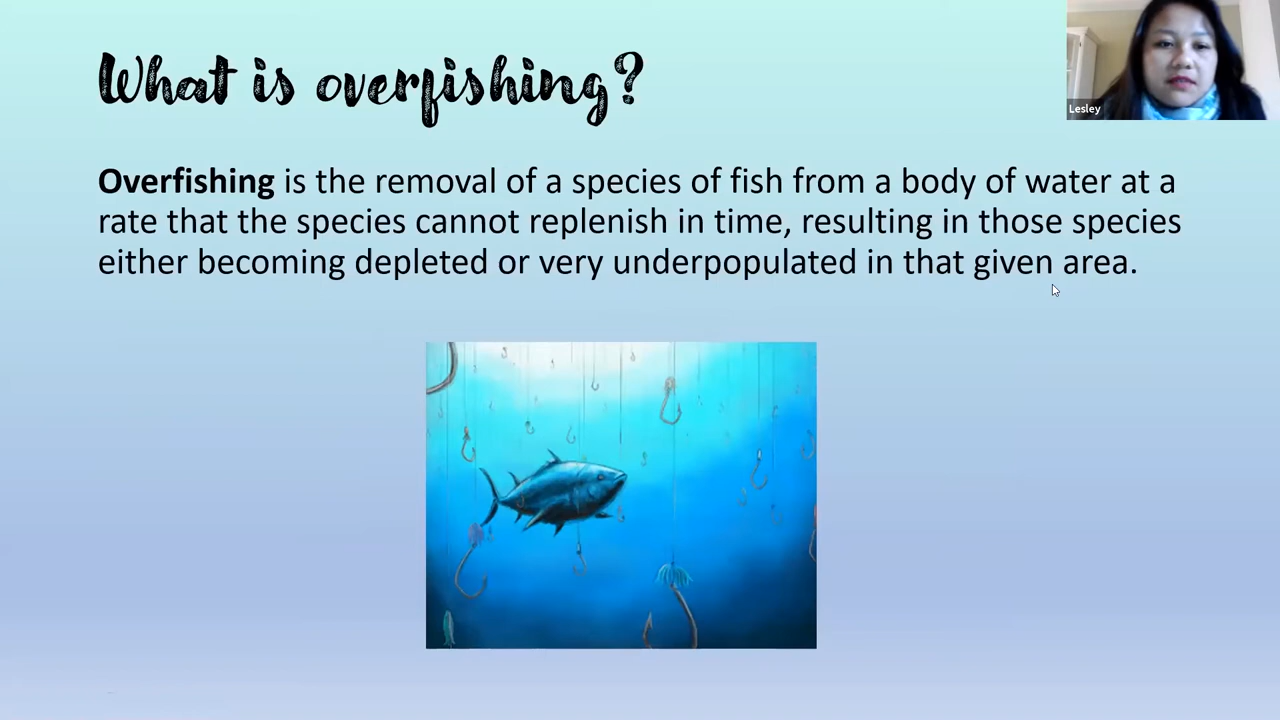 What is overfishing?
Lesley
Overfishing is the removal of a species of fish from a body of water at a
rate that the species cannot replenish in time, resulting in those species
either becoming depleted or very underpopulated in that given area.